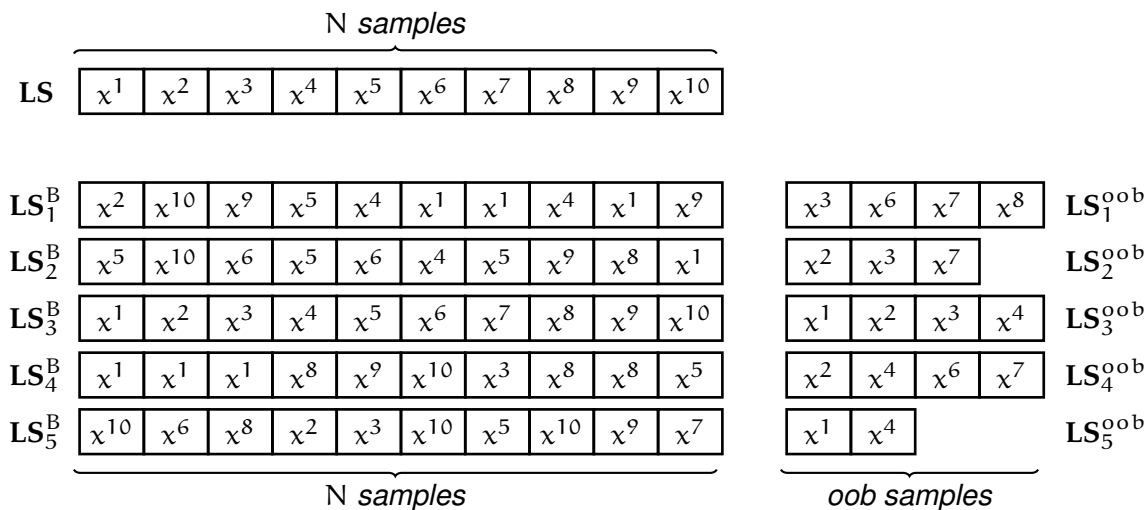 N samples
LS x¹ x² x³ x⁴ x⁵ x⁶ x⁷ x⁸ x⁹ x¹⁰
LS₁ᴮ x² x¹⁰ x⁹ x⁵ x⁴ x¹ x¹ x⁴ x¹ x⁹ x³ x⁶ x⁷ x⁸ LS₁ᵒᵒᵇ
LS₂ᴮ x⁵ x¹⁰ x⁶ x⁵ x⁶ x⁴ x⁵ x⁹ x⁸ x¹ x² x³ x⁷ LS₂ᵒᵒᵇ
LS₃ᴮ x¹ x² x³ x⁴ x⁵ x⁶ x⁷ x⁸ x⁹ x¹⁰ x¹ x² x³ x⁴ LS₃ᵒᵒᵇ
LS₄ᴮ x¹ x¹ x¹ x⁸ x⁹ x¹⁰ x³ x⁸ x⁸ x⁵ x² x⁴ x⁶ x⁷ LS₄ᵒᵒᵇ
LS₅ᴮ x¹⁰ x⁶ x⁸ x² x³ x¹⁰ x⁵ x¹⁰ x⁹ x⁷ x¹ x⁴ LS₅ᵒᵒᵇ
N samples oob samples